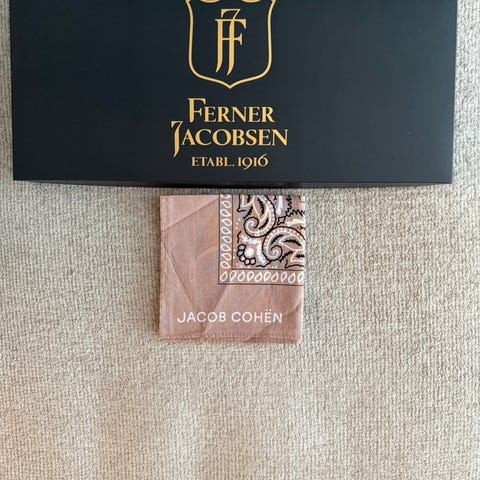 FERNER
JACOBSEN
ETABL. 1916
JACOB COHËN